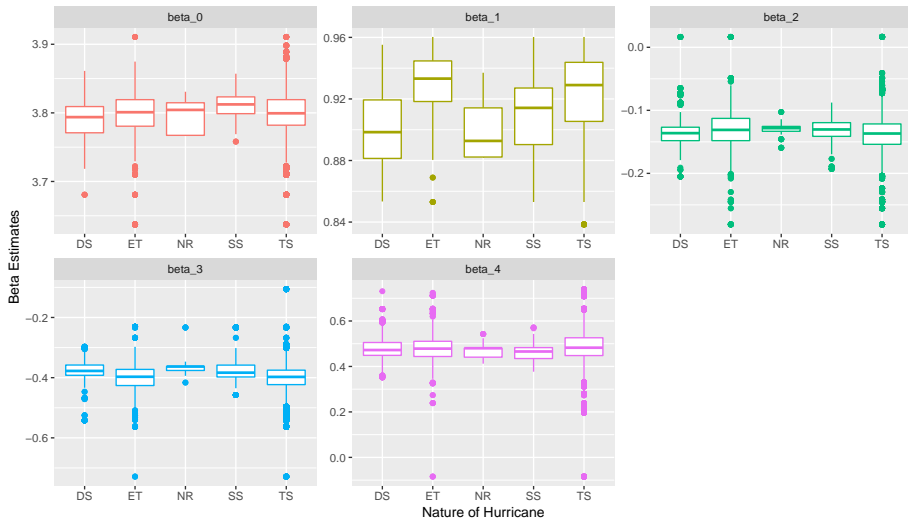 beta_0
beta_1
beta_2
3.9
3.8
3.7
0.96
0.92
0.88
0.84
0.0
−0.1
−0.2
DS ET NR SS TS
DS ET NR SS TS
DS ET NR SS TS
Beta Estimates
beta_3
beta_4
−0.2
−0.4
−0.6
0.6
0.4
0.2
0.0
DS ET NR SS TS
DS ET NR SS TS
Nature of Hurricane